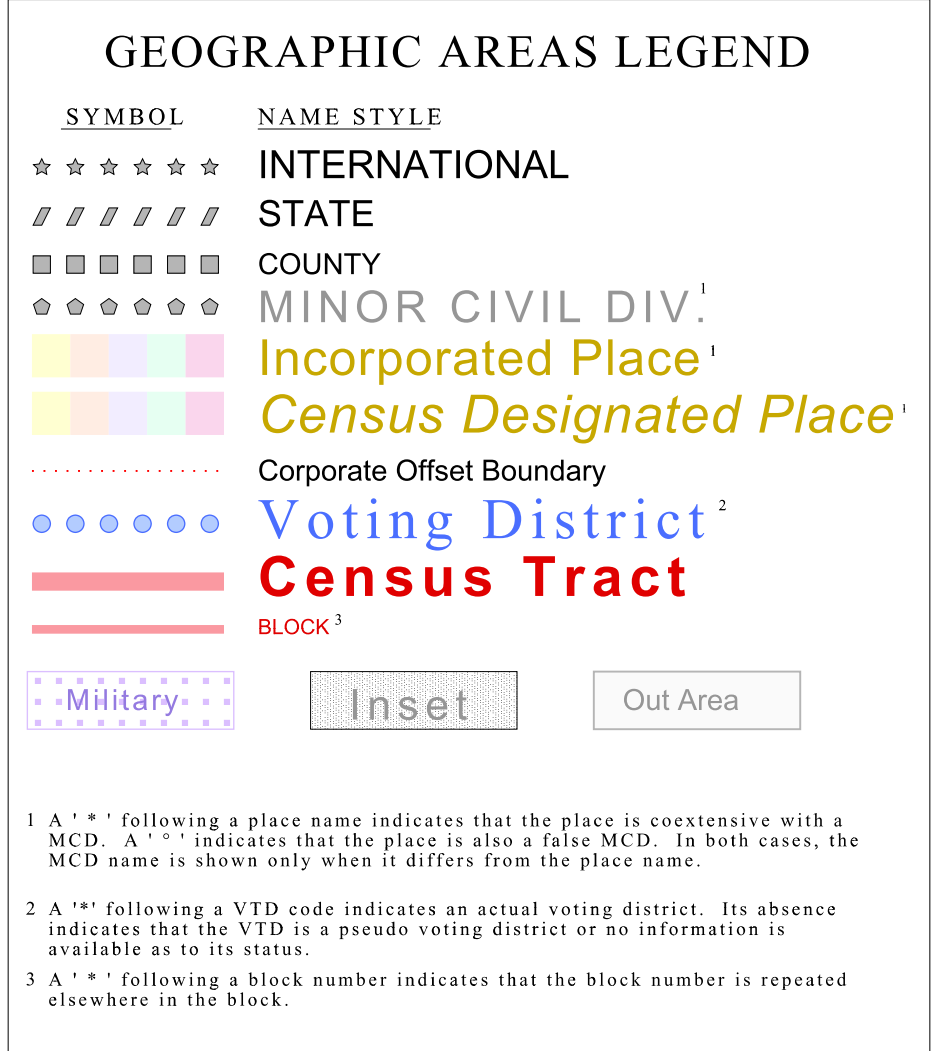 GEOGRAPHIC AREAS LEGEND
SYMBOL NAME STYLE
INTERNATIONAL
STATE
COUNTY
MINOR CIVIL DIV. 1
Incorporated Place 1
Census Designated Place 1
Corporate Offset Boundary
Voting District 2
Census Tract
BLOCK 3
Military Inset Out Area
1 A ' * ' following a place name indicates that the place is coextensive with a
MCD. A ' ° ' indicates that the place is also a false MCD. In both cases, the
MCD name is shown only when it differs from the place name.
2 A '*' following a VTD code indicates an actual voting district. Its absence
indicates that the VTD is a pseudo voting district or no information is
available as to its status.
3 A ' * ' following a block number indicates that the block number is repeated
elsewhere in the block.